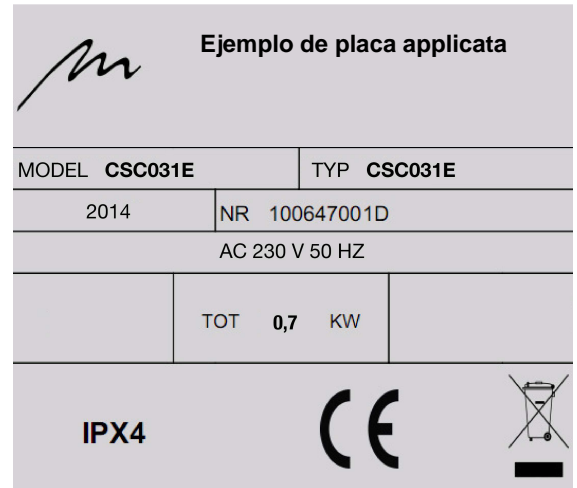 Ejemplo de placa applicata
MODEL CSC031E TYP CSC031E
2014 NR 100647001D
AC 230 V 50 HZ
TOT 0,7 KW
IPX4 CE